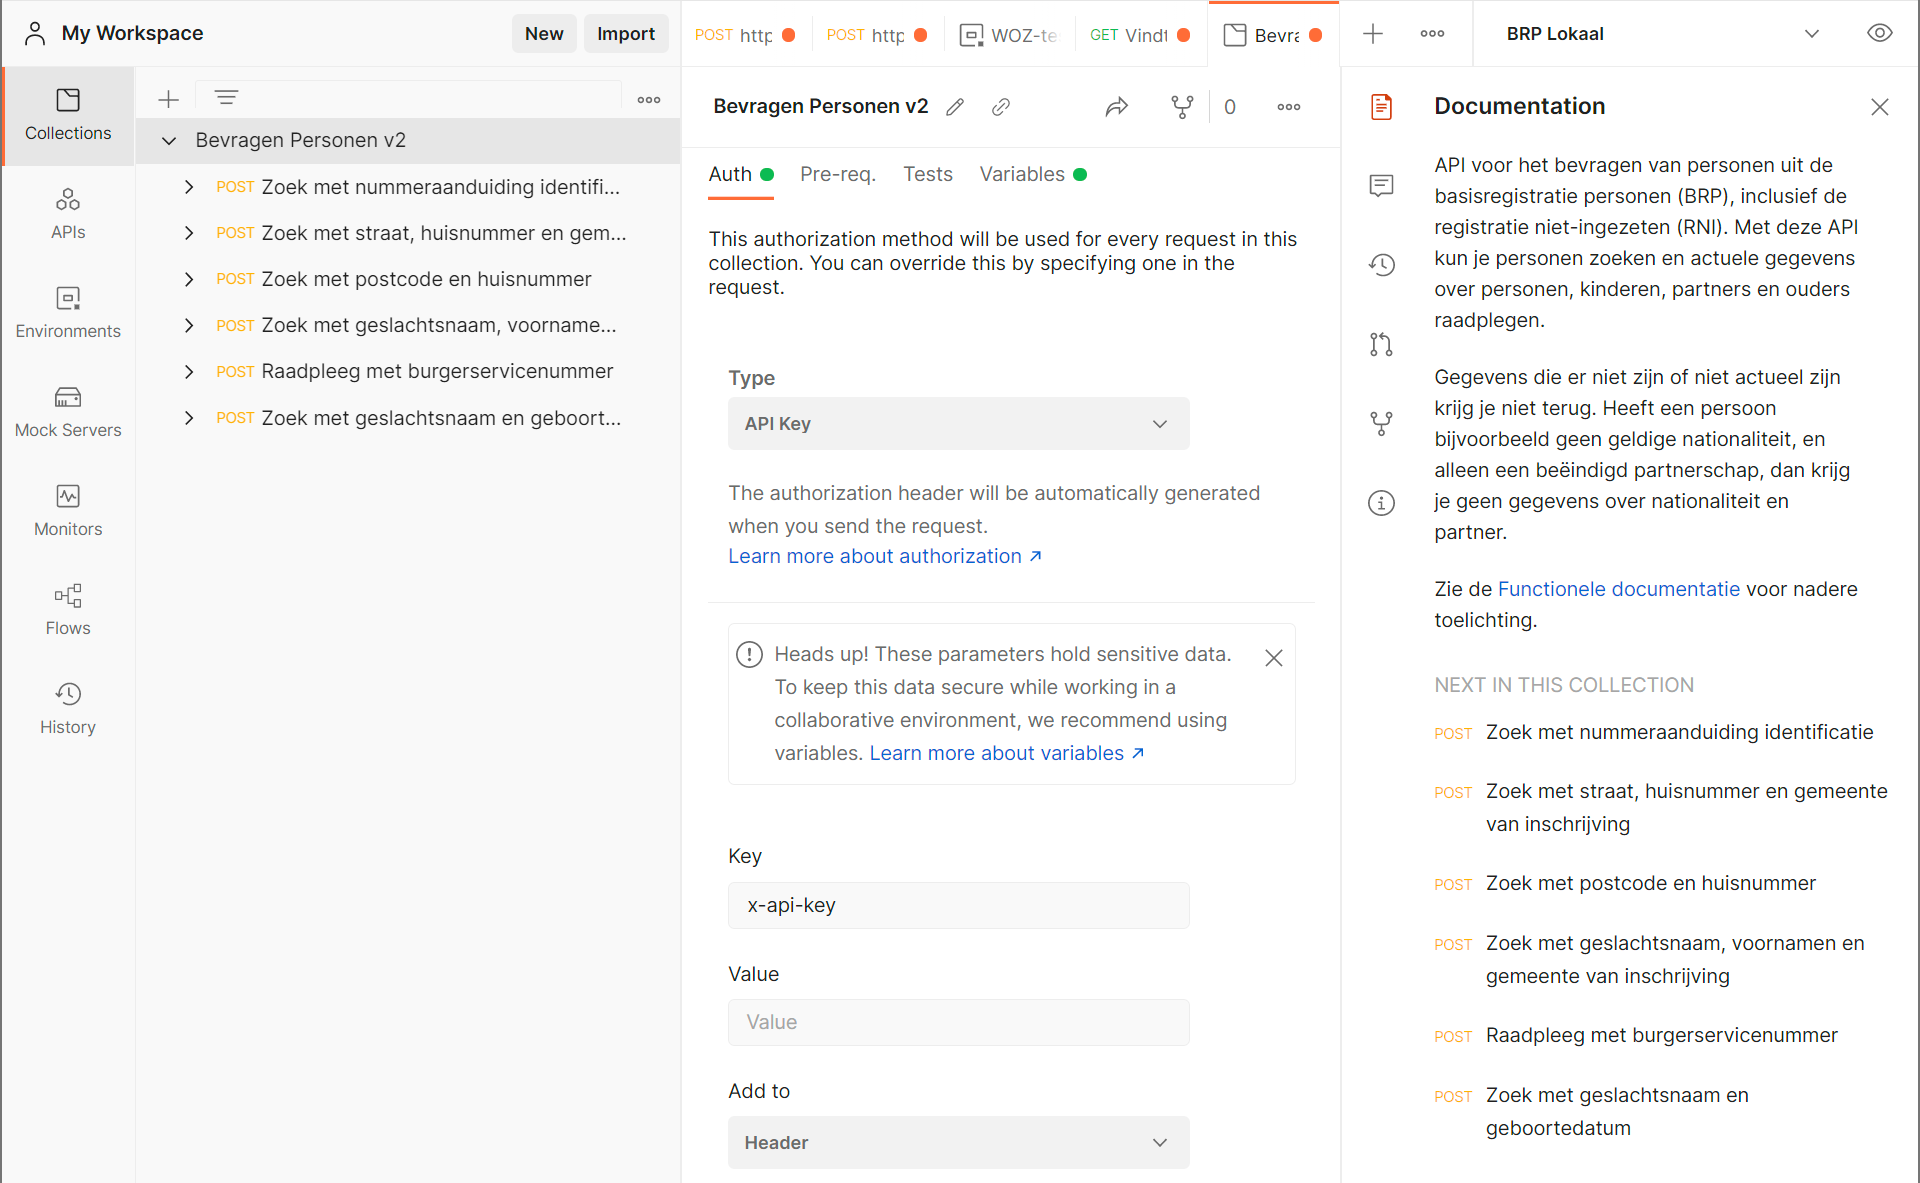 My Workspace
New
Import
POST http
POST http
WOZ-te
GET Vindt
Bevra
BRP Lokaal
Collections
APIs
Environments
Mock Servers
Monitors
Flows
History
Bevragen Personen v2
POST Zoek met nummeraanduiding identifi...
POST Zoek met straat, huisnummer en gem...
POST Zoek met postcode en huisnummer
POST Zoek met geslachtsnaam, voorname...
POST Raadpleeg met burgerservicenummer
POST Zoek met geslachtsnaam en geboort...
Bevragen Personen v2
0
Auth
Pre-req.
Tests
Variables
This authorization method will be used for every request in this
collection. You can override this by specifying one in the
request.
Type
API Key
The authorization header will be automatically generated
when you send the request.
Learn more about authorization ↗
Heads up! These parameters hold sensitive data.
To keep this data secure while working in a
collaborative environment, we recommend using
variables. Learn more about variables ↗
Key
x-api-key
Value
Value
Add to
Header
Documentation
API voor het bevragen van personen uit de
basisregistratie personen (BRP), inclusief de
registratie niet-ingezeten (RNI). Met deze API
kun je personen zoeken en actuele gegevens
over personen, kinderen, partners en ouders
raadplegen.
Gegevens die er niet zijn of niet actueel zijn
krijg je niet terug. Heeft een persoon
bijvoorbeeld geen geldige nationaliteit, en
alleen een beëindigd partnerschap, dan krijg
je geen gegevens over nationaliteit en
partner.
Zie de Functionele documentatie voor nadere
toelichting.
NEXT IN THIS COLLECTION
POST Zoek met nummeraanduiding identificatie
POST Zoek met straat, huisnummer en gemeente
van inschrijving
POST Zoek met postcode en huisnummer
POST Zoek met geslachtsnaam, voornamen en
gemeente van inschrijving
POST Raadpleeg met burgerservicenummer
POST Zoek met geslachtsnaam en
geboortedatum